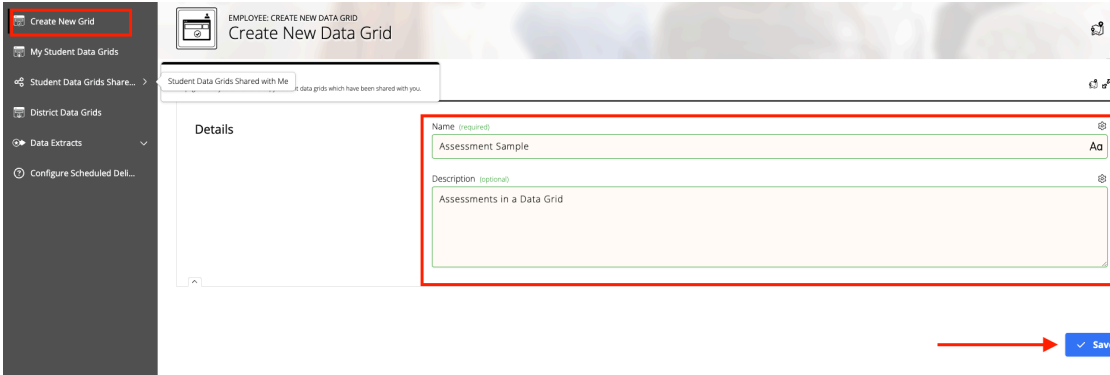 Create New Grid
My Student Data Grids
Student Data Grids Share...
District Data Grids
Data Extracts
Configure Scheduled Deli...
EMPLOYEE: CREATE NEW DATA GRID
Create New Data Grid
Student Data Grids Shared with Me
t data grids which have been shared with you.
Details
Name (required)
Assessment Sample
Aa
Description (optional)
Assessments in a Data Grid
Save